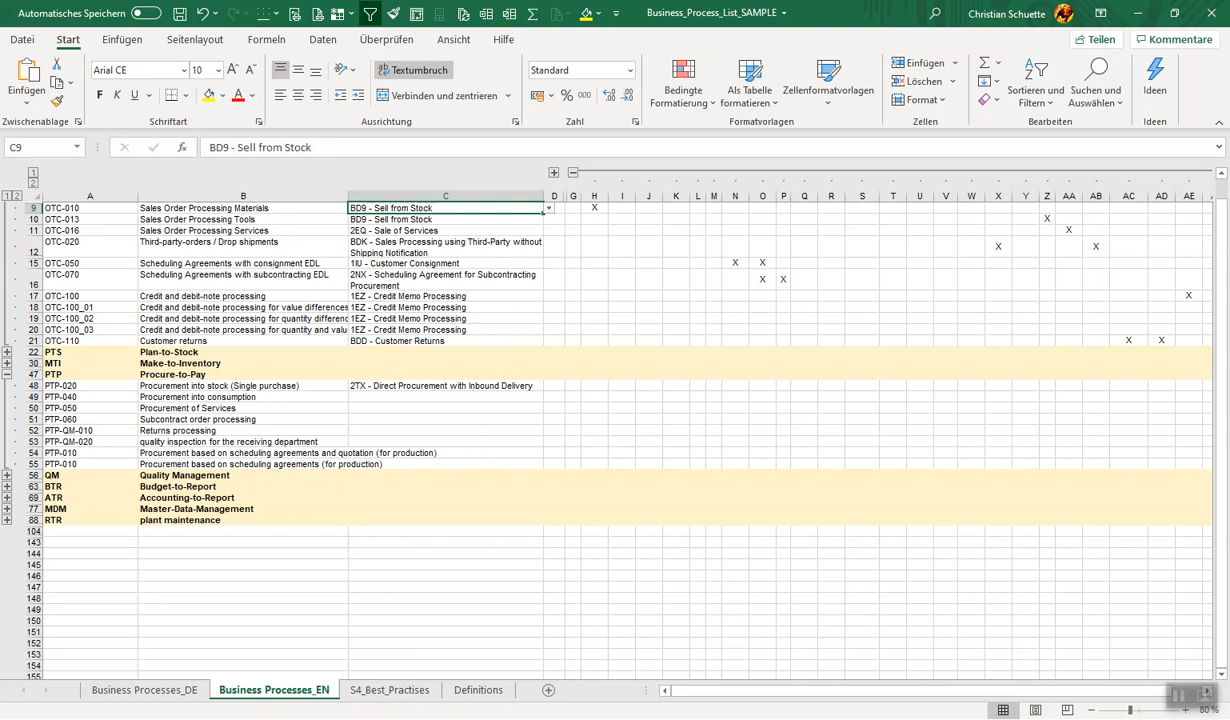 Automatisches Speichern
Business_Process_List_SAMPLE
Christian Schuette
Datei Start Einfügen Seitenlayout Formeln Daten Überprüfen Ansicht Hilfe Teilen Kommentare
Einfügen
Zwischenablage
Arial CE 10
F K U
Schriftart
Textumbruch
Verbinden und zentrieren
Ausrichtung
Standard
% 000
Zahl
Bedingte Formatierung
Als Tabelle formatieren
Zellenformatvorlagen
Formatvorlagen
Einfügen
Löschen
Format
Zellen
Sortieren und Filtern
Suchen und Auswählen
Bearbeiten
Ideen
Ideen
C9 fx BD9 - Sell from Stock
1
2
1 2 A B C D G H I J K L M N O P Q R S T U V W X Y Z AA AB AC AD AE
9 OTC-010 Sales Order Processing Materials BD9 - Sell from Stock X
10 OTC-013 Sales Order Processing Tools BD9 - Sell from Stock X
11 OTC-016 Sales Order Processing Services 2EQ - Sale of Services X
12 OTC-020 Third-party-orders / Drop shipments BDK - Sales Processing using Third-Party without Shipping Notification X X
15 OTC-050 Scheduling Agreements with consignment EDL 1IU - Customer Consignment X X
16 OTC-070 Scheduling Agreements with subcontracting EDL 2NX - Scheduling Agreement for Subcontracting Procurement X X
17 OTC-100 Credit and debit-note processing 1EZ - Credit Memo Processing X
18 OTC-100_01 Credit and debit-note processing for value differences 1EZ - Credit Memo Processing
19 OTC-100_02 Credit and debit-note processing for quantity differenc 1EZ - Credit Memo Processing
20 OTC-100_03 Credit and debit-note processing for quantity and valu 1EZ - Credit Memo Processing
21 OTC-110 Customer returns BDD - Customer Returns X X
22 PTS Plan-to-Stock
30 MTI Make-to-Inventory
47 PTP Procure-to-Pay
48 PTP-020 Procurement into stock (Single purchase) 2TX - Direct Procurement with Inbound Delivery
49 PTP-040 Procurement into consumption
50 PTP-050 Procurement of Services
51 PTP-060 Subcontract order processing
52 PTP-QM-010 Returns processing
53 PTP-QM-020 quality inspection for the receiving department
54 PTP-010 Procurement based on scheduling agreements and quotation (for production)
55 PTP-010 Procurement based on scheduling agreements (for production)
56 QM Quality Management
63 BTR Budget-to-Report
69 ATR Accounting-to-Report
77 MDM Master-Data-Management
88 RTR plant maintenance
104
143
144
145
146
147
148
149
150
151
152
153
154
155
Business Processes_DE Business Processes_EN S4_Best_Practises Definitions
80 %